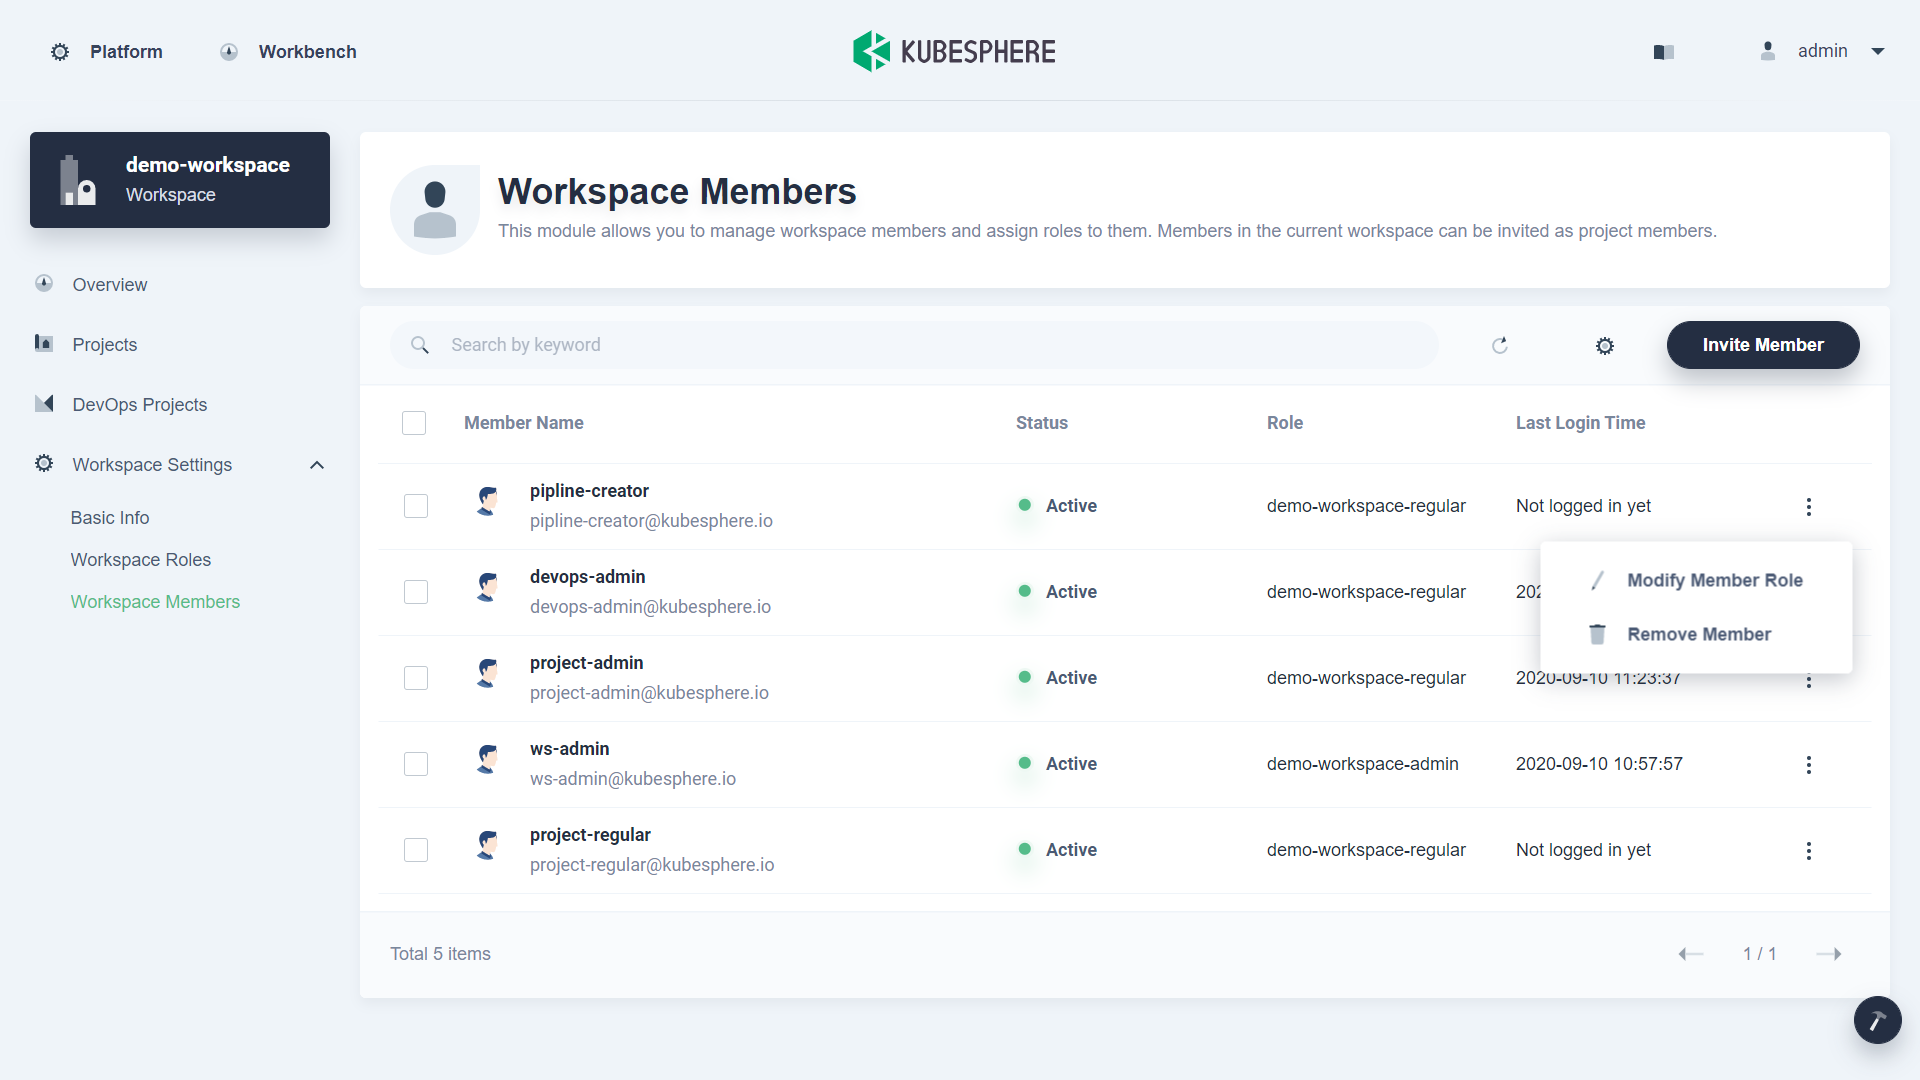 Platform
Workbench
KUBESPHERE
admin
demo-workspace
Workspace
Overview
Projects
DevOps Projects
Workspace Settings
Basic Info
Workspace Roles
Workspace Members
Workspace Members
This module allows you to manage workspace members and assign roles to them. Members in the current workspace can be invited as project members.
Search by keyword
Invite Member
Member Name Status Role Last Login Time
pipline-creator
pipline-creator@kubesphere.io
Active demo-workspace-regular Not logged in yet
devops-admin
devops-admin@kubesphere.io
Active demo-workspace-regular
Modify Member Role
Remove Member
project-admin
project-admin@kubesphere.io
Active demo-workspace-regular 2020-09-10 11:23:37
ws-admin
ws-admin@kubesphere.io
Active demo-workspace-admin 2020-09-10 10:57:57
project-regular
project-regular@kubesphere.io
Active demo-workspace-regular Not logged in yet
Total 5 items
1 / 1